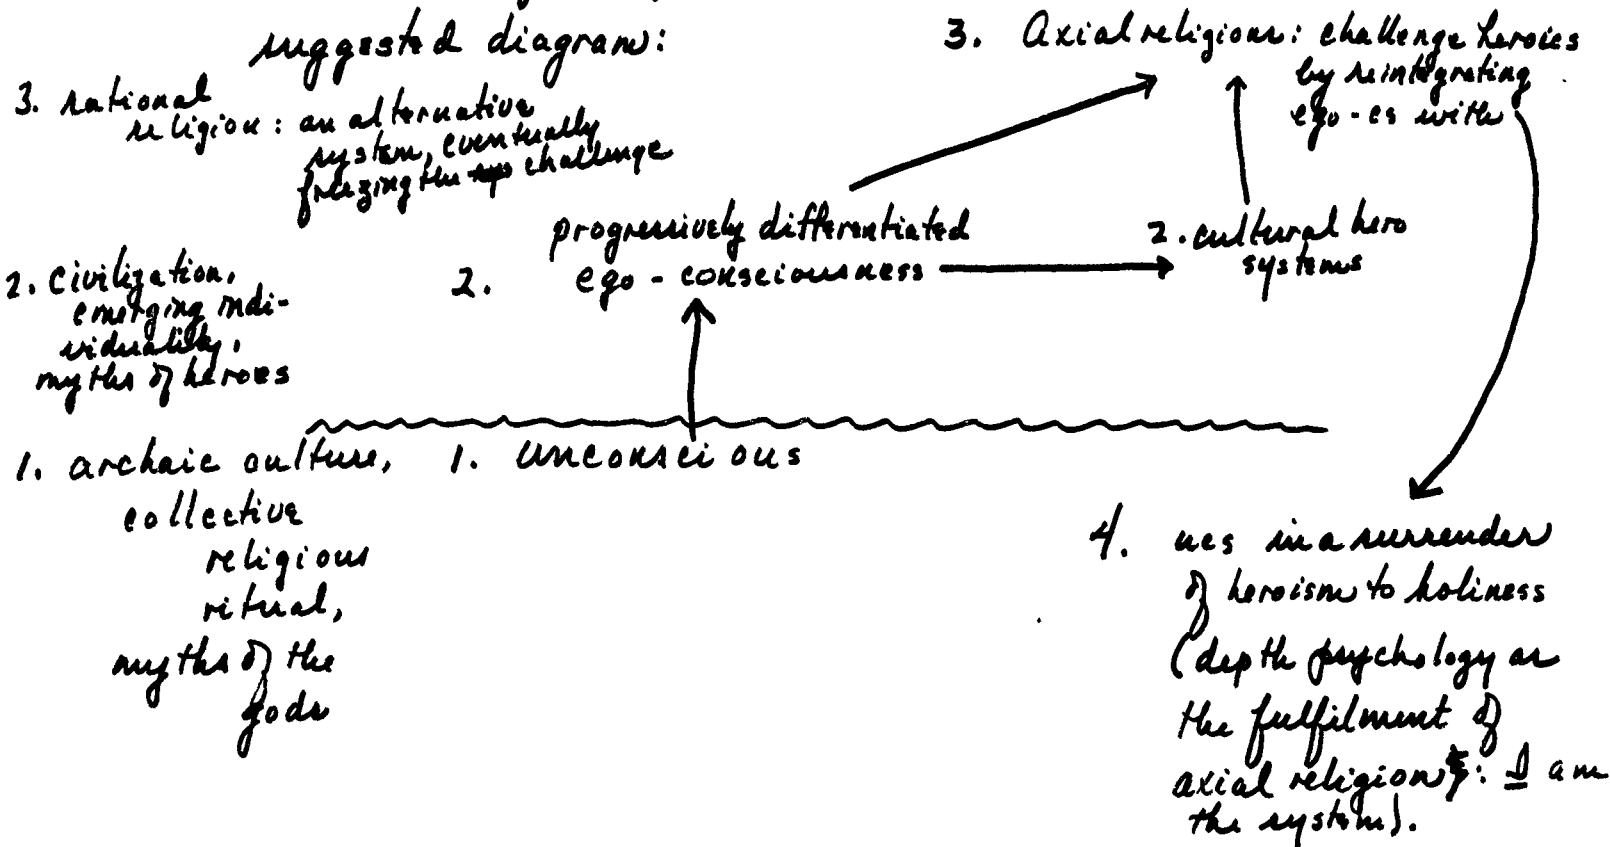 suggested diagram:
3. rational
religion: an alternative
system, eventually
freezing the challenge
3. Axial religions: challenge heroics
by reintegrating
ego-cs with
progressively differentiated
2. ego-consciousness
2. cultural hero
systems
2. Civilization,
emerging indi-
viduality,
myths of heroes
1. archaic culture,
collective
religious
ritual,
myths of the
gods
1. unconscious
4. ucs in a surrender
of heroism to holiness
(depth psychology as
the fulfilment of
axial religion: I am
the system).